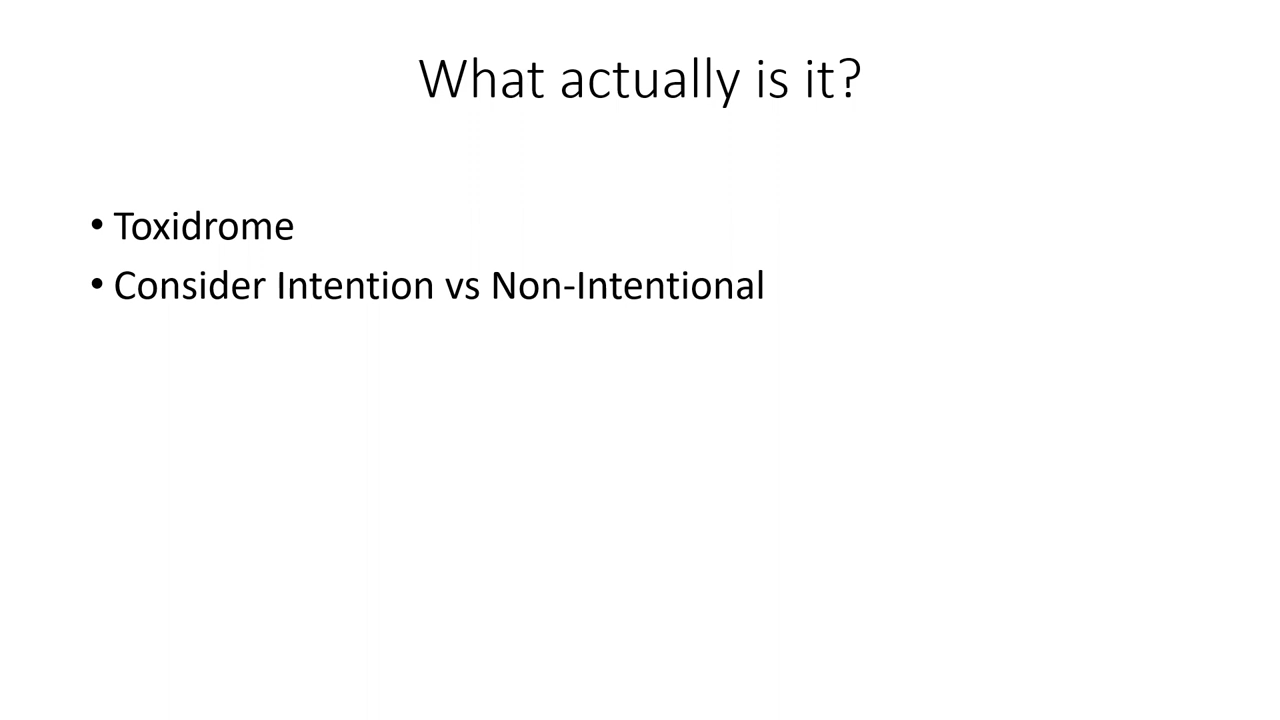 What actually is it?
• Toxidrome
• Consider Intention vs Non-Intentional